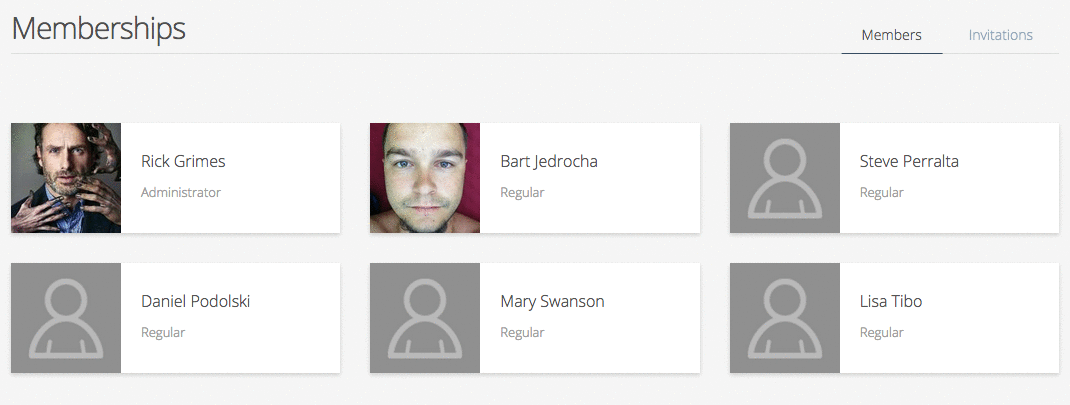 Memberships
Members
Invitations
Rick Grimes
Administrator
Bart Jedrocha
Regular
Steve Perralta
Regular
Daniel Podolski
Regular
Mary Swanson
Regular
Lisa Tibo
Regular